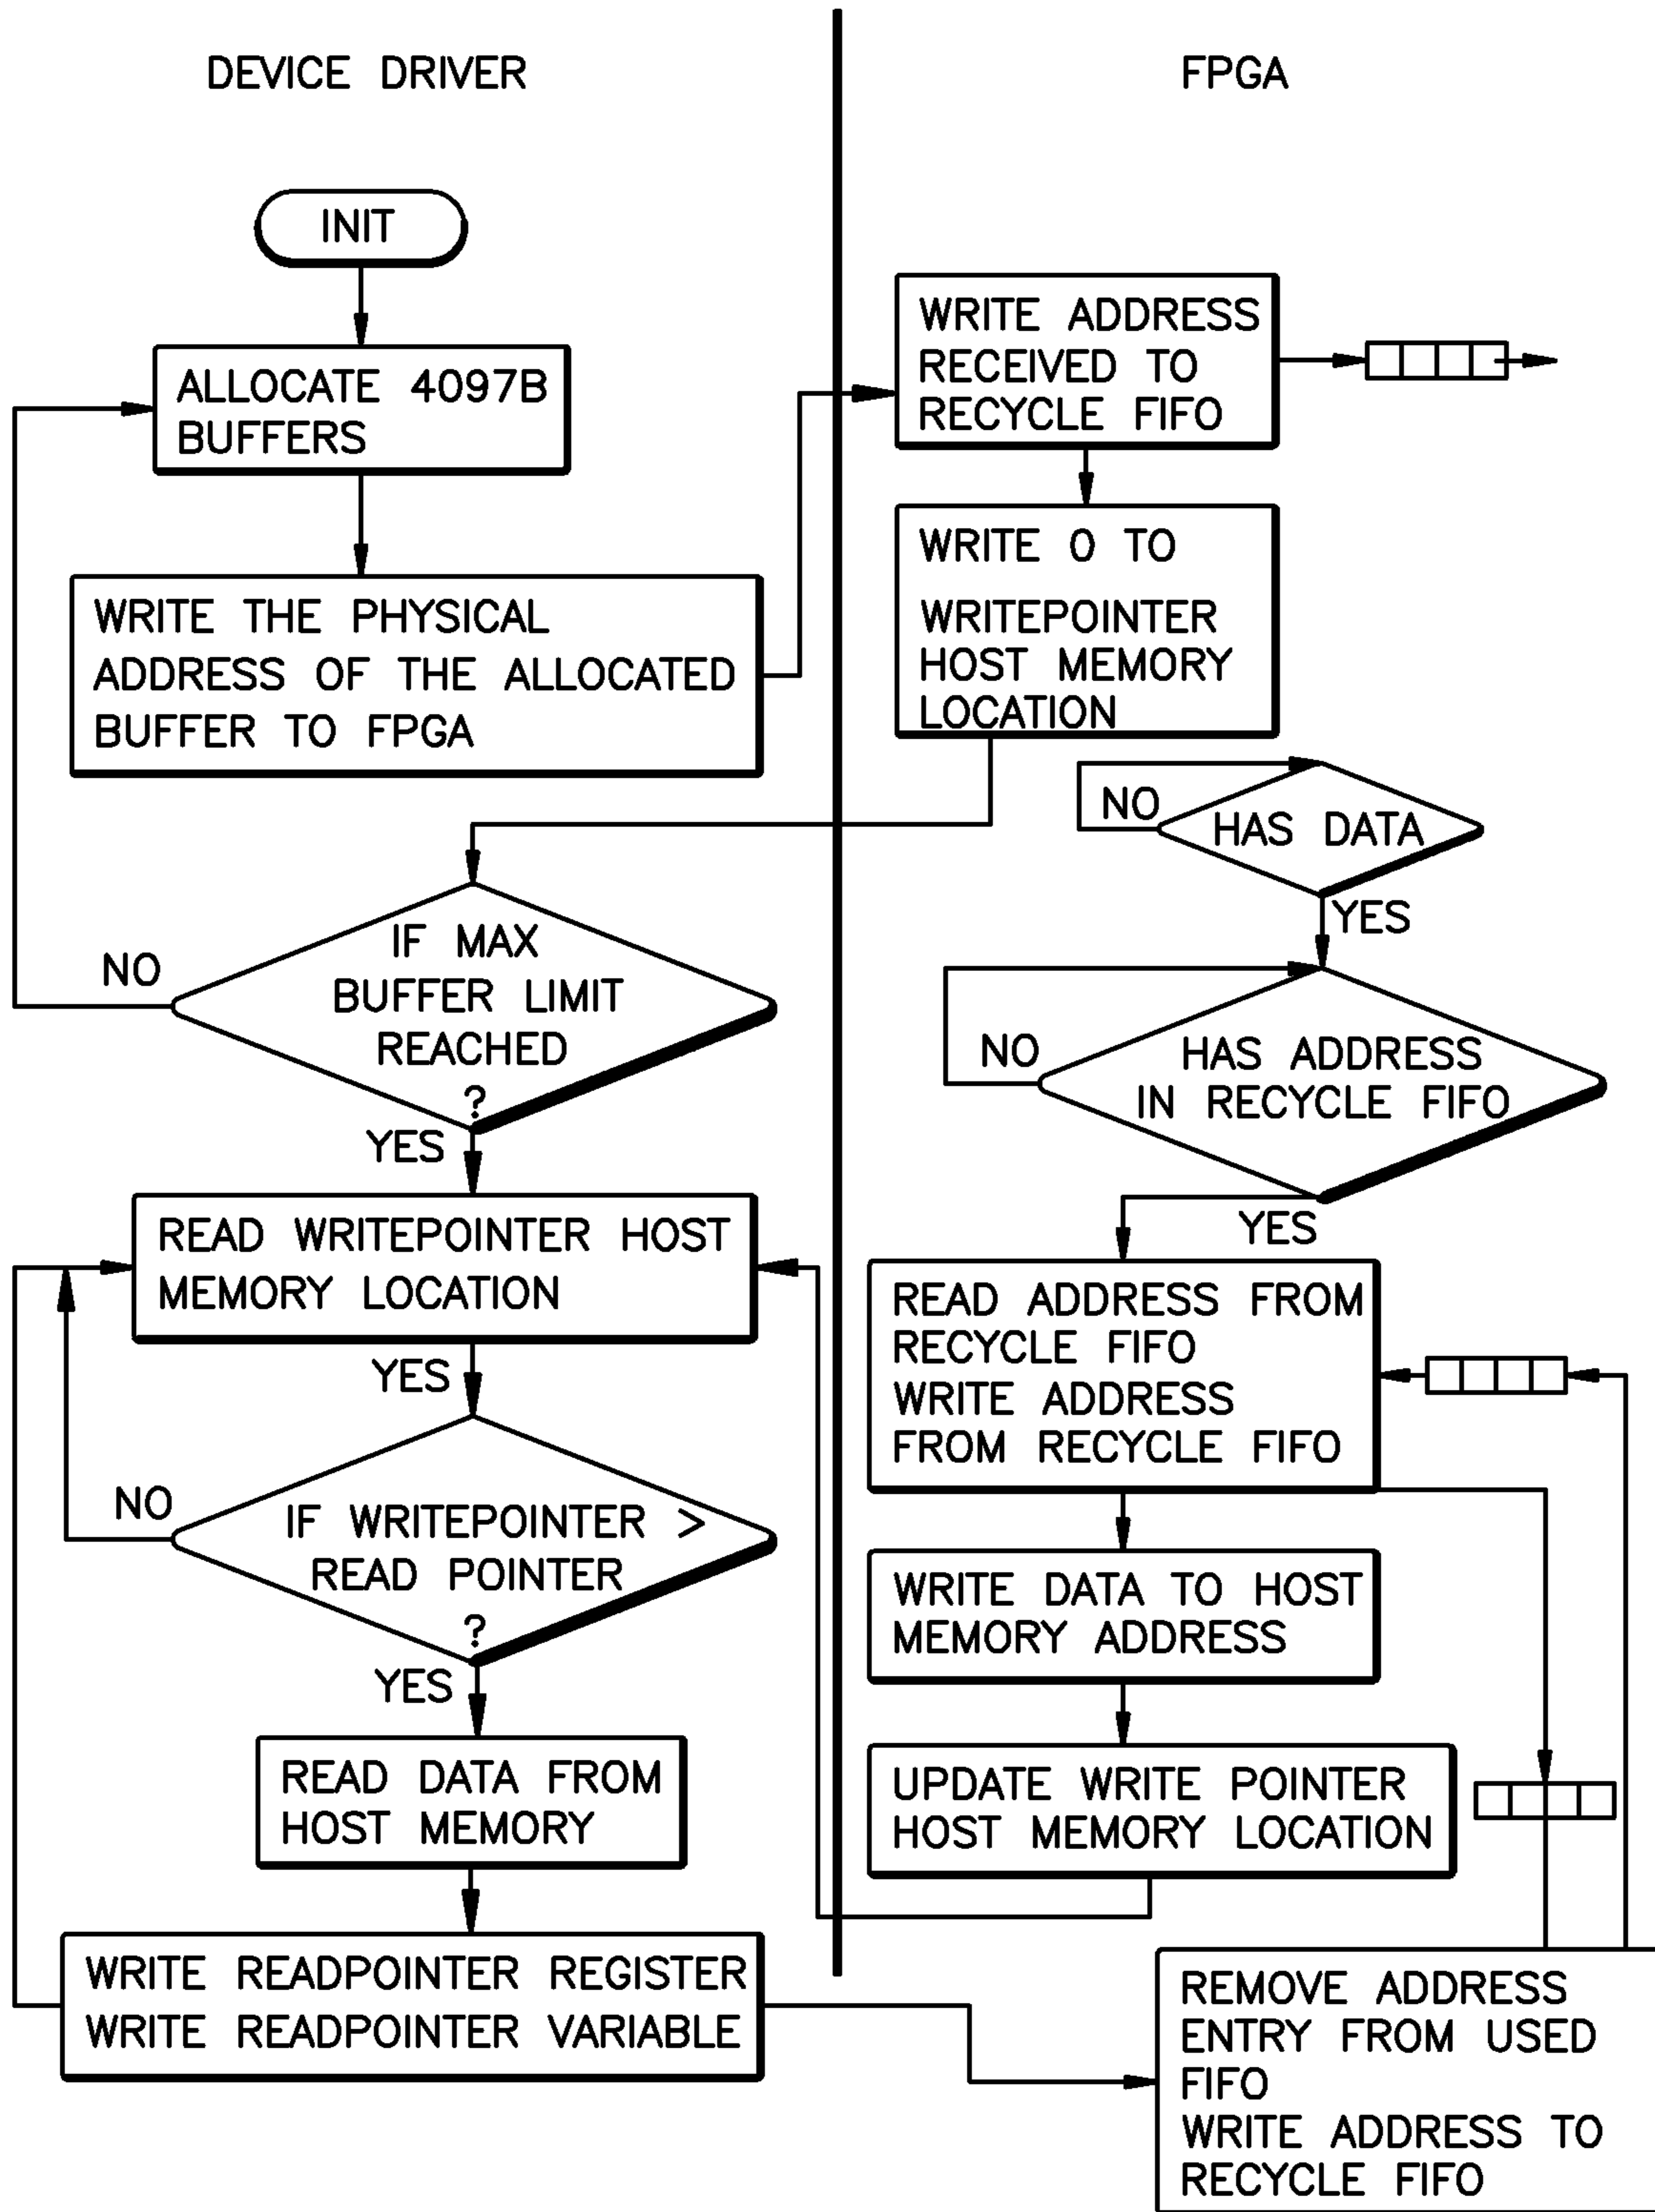 DEVICE DRIVER
FPGA
INIT
ALLOCATE 4097B
BUFFERS
WRITE THE PHYSICAL
ADDRESS OF THE ALLOCATED
BUFFER TO FPGA
IF MAX
BUFFER LIMIT
REACHED
?
NO
YES
READ WRITEPOINTER HOST
MEMORY LOCATION
YES
IF WRITEPOINTER >
READ POINTER
?
NO
YES
READ DATA FROM
HOST MEMORY
WRITE READPOINTER REGISTER
WRITE READPOINTER VARIABLE
WRITE ADDRESS
RECEIVED TO
RECYCLE FIFO
WRITE 0 TO
WRITEPOINTER
HOST MEMORY
LOCATION
NO
HAS DATA
YES
NO
HAS ADDRESS
IN RECYCLE FIFO
YES
READ ADDRESS FROM
RECYCLE FIFO
WRITE ADDRESS
FROM RECYCLE FIFO
WRITE DATA TO HOST
MEMORY ADDRESS
UPDATE WRITE POINTER
HOST MEMORY LOCATION
REMOVE ADDRESS
ENTRY FROM USED
FIFO
WRITE ADDRESS TO
RECYCLE FIFO